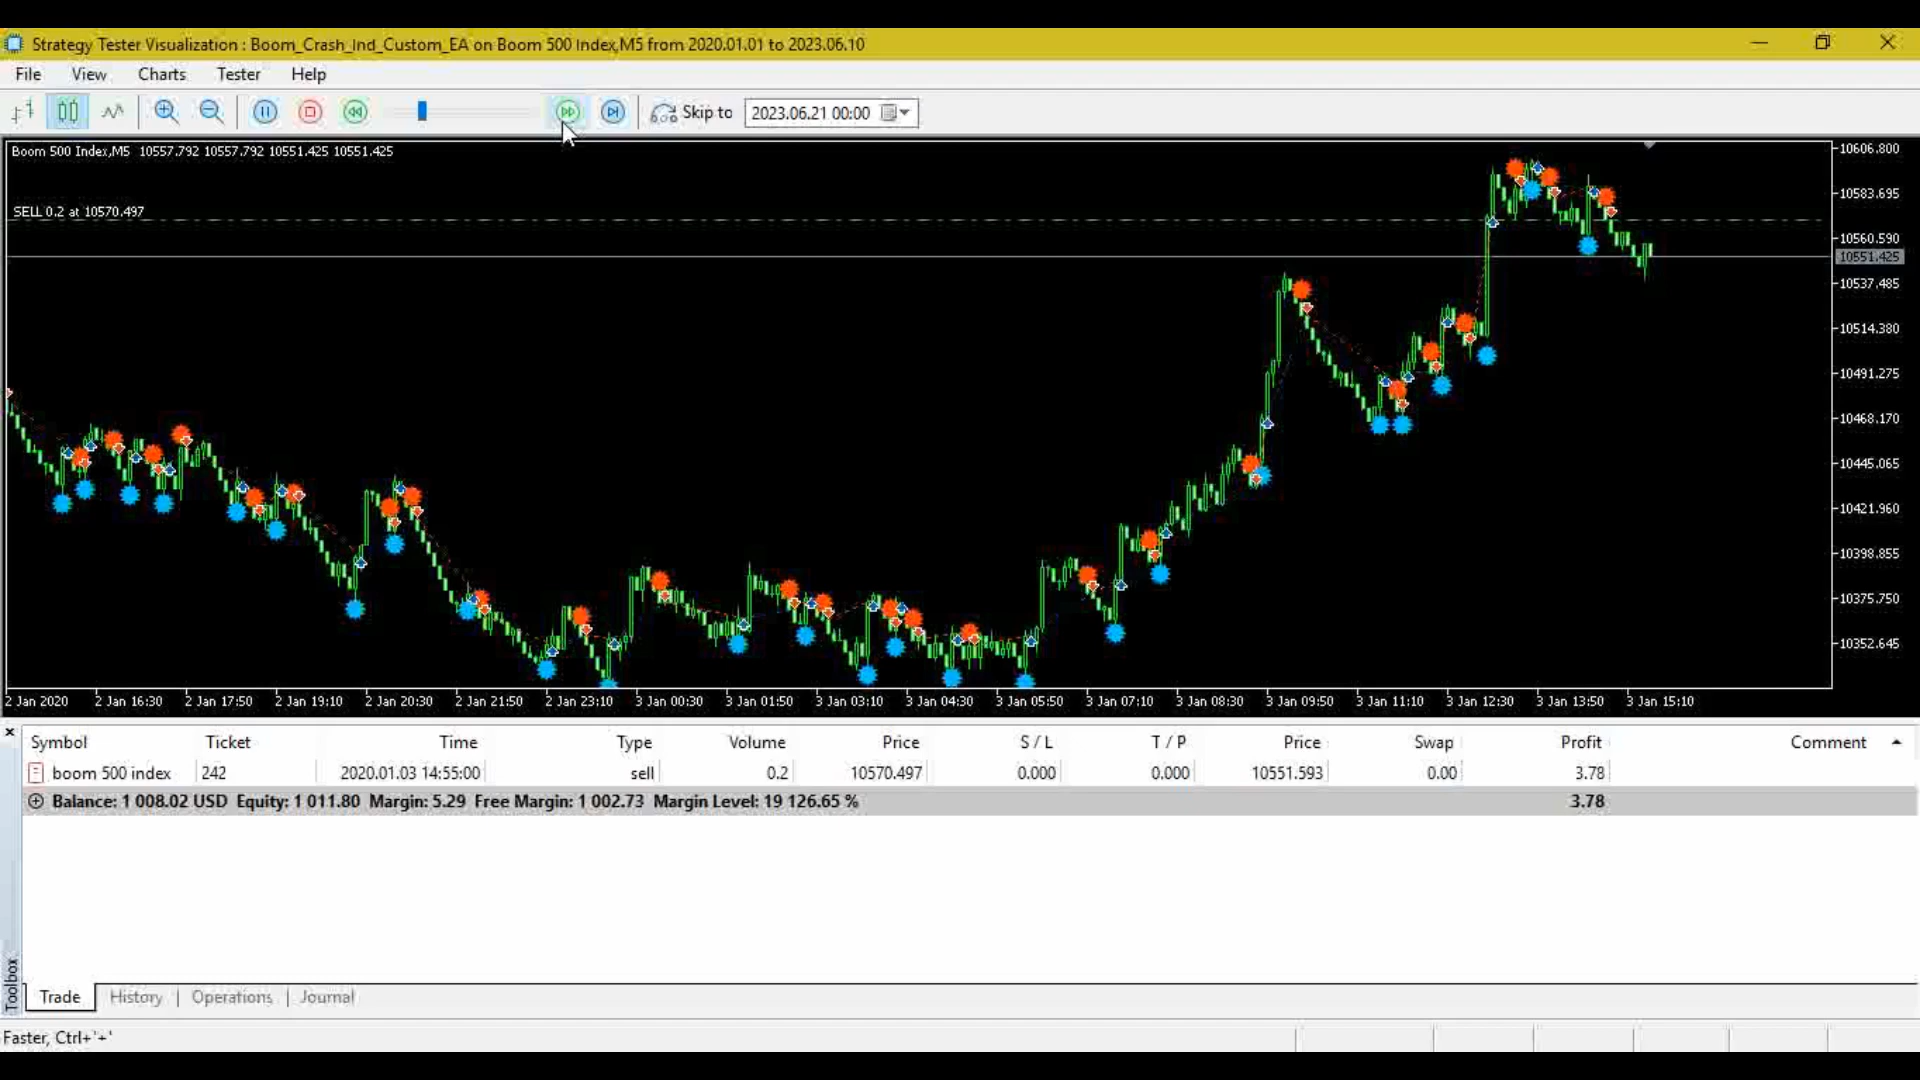 Strategy Tester Visualization : Boom_Crash_Ind_Custom_EA on Boom 500 Index,M5 from 2020.01.01 to 2023.06.10
File View Charts Tester Help
Skip to 2023.06.21 00:00
Boom 500 Index,M5 10557.792 10557.792 10551.425 10551.425
10606.800
10583.695
SELL 0.2 at 10570.497
10560.590
10551.425
10537.485
10514.380
10491.275
10468.170
10445.065
10421.960
10398.855
10375.750
10352.645
2 Jan 2020 2 Jan 16:30 2 Jan 17:50 2 Jan 19:10 2 Jan 20:30 2 Jan 21:50 2 Jan 23:10 3 Jan 00:30 3 Jan 01:50 3 Jan 03:10 3 Jan 04:30 3 Jan 05:50 3 Jan 07:10 3 Jan 08:30 3 Jan 09:50 3 Jan 11:10 3 Jan 12:30 3 Jan 13:50 3 Jan 15:10
Symbol Ticket Time Type Volume Price S / L T / P Price Swap Profit Comment
boom 500 index 242 2020.01.03 14:55:00 sell 0.2 10570.497 0.000 0.000 10551.593 0.00 3.78
Balance: 1 008.02 USD Equity: 1 011.80 Margin: 5.29 Free Margin: 1 002.73 Margin Level: 19 126.65 % 3.78
Toolbox
Trade History Operations Journal
Faster, Ctrl+'+'